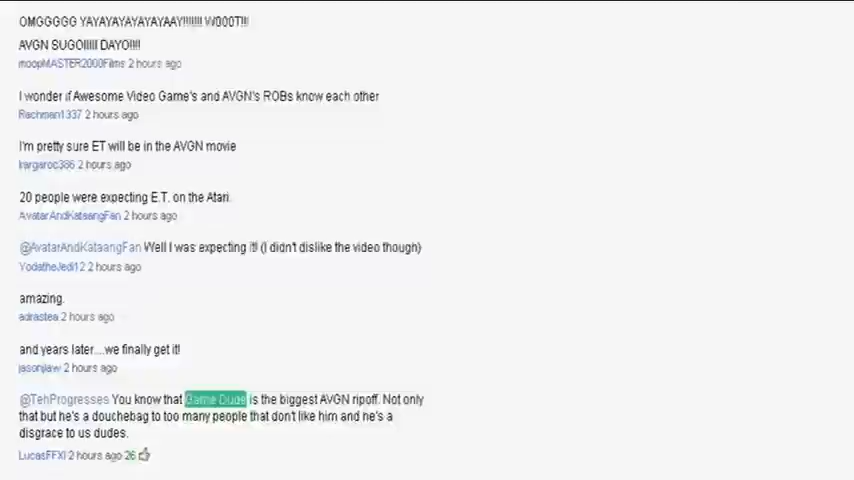 OMGGGGG YAYAYAYAYAYAYAAY!!!!!!! W000T!!!
AVGN SUGOIIIII DAYO!!!!
moopMASTER2000Films 2 hours ago
I wonder if Awesome Video Game's and AVGN's ROBs know each other
Rachman1337 2 hours ago
I'm pretty sure ET will be in the AVGN movie
kargaroc386 2 hours ago
20 people were expecting E.T. on the Atari.
AvatarAndKataangFan 2 hours ago
@AvatarAndKataangFan Well I was expecting it! (I didn't dislike the video though)
YodatheJedi12 2 hours ago
amazing.
adrastea 2 hours ago
and years later....we finally get it!
jasonjlaw 2 hours ago
@TehProgresses You know that Game Dude is the biggest AVGN ripoff. Not only
that but he's a douchebag to too many people that don't like him and he's a
disgrace to us dudes.
LucasFFXI 2 hours ago 26